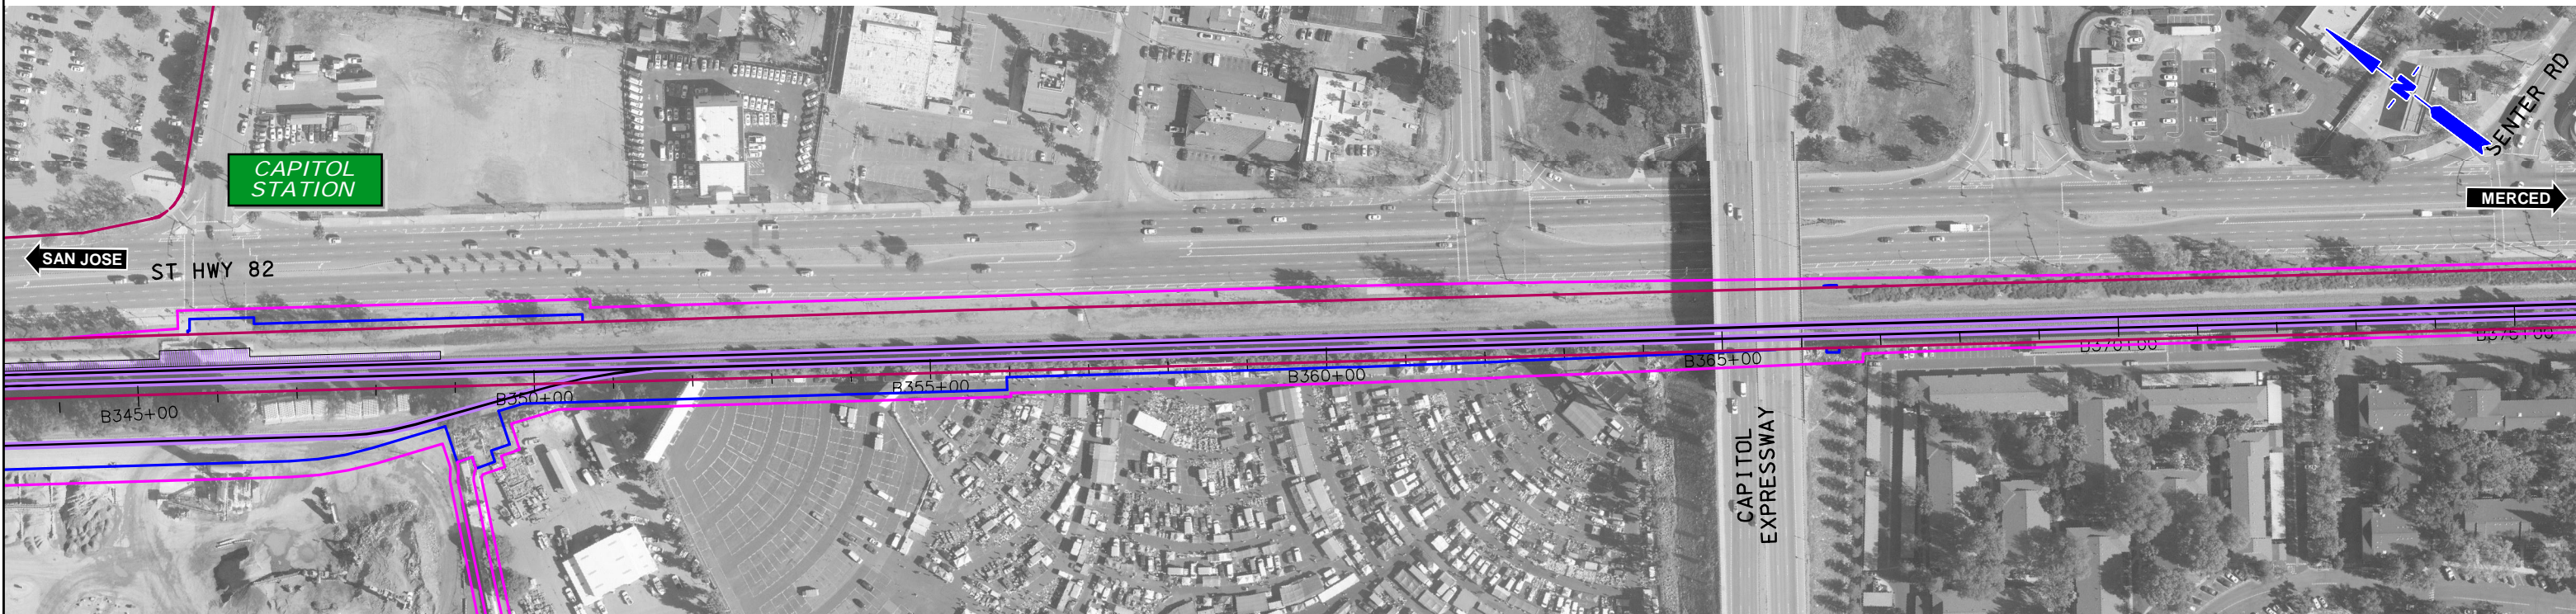 CAPITOL
STATION
N
SENTER RD
MERCED
SAN JOSE
ST HWY 82
B345+00
B350+00
B355+00
B360+00
B365+00
B370+00
B375+00
CAPITOL
EXPRESSWAY